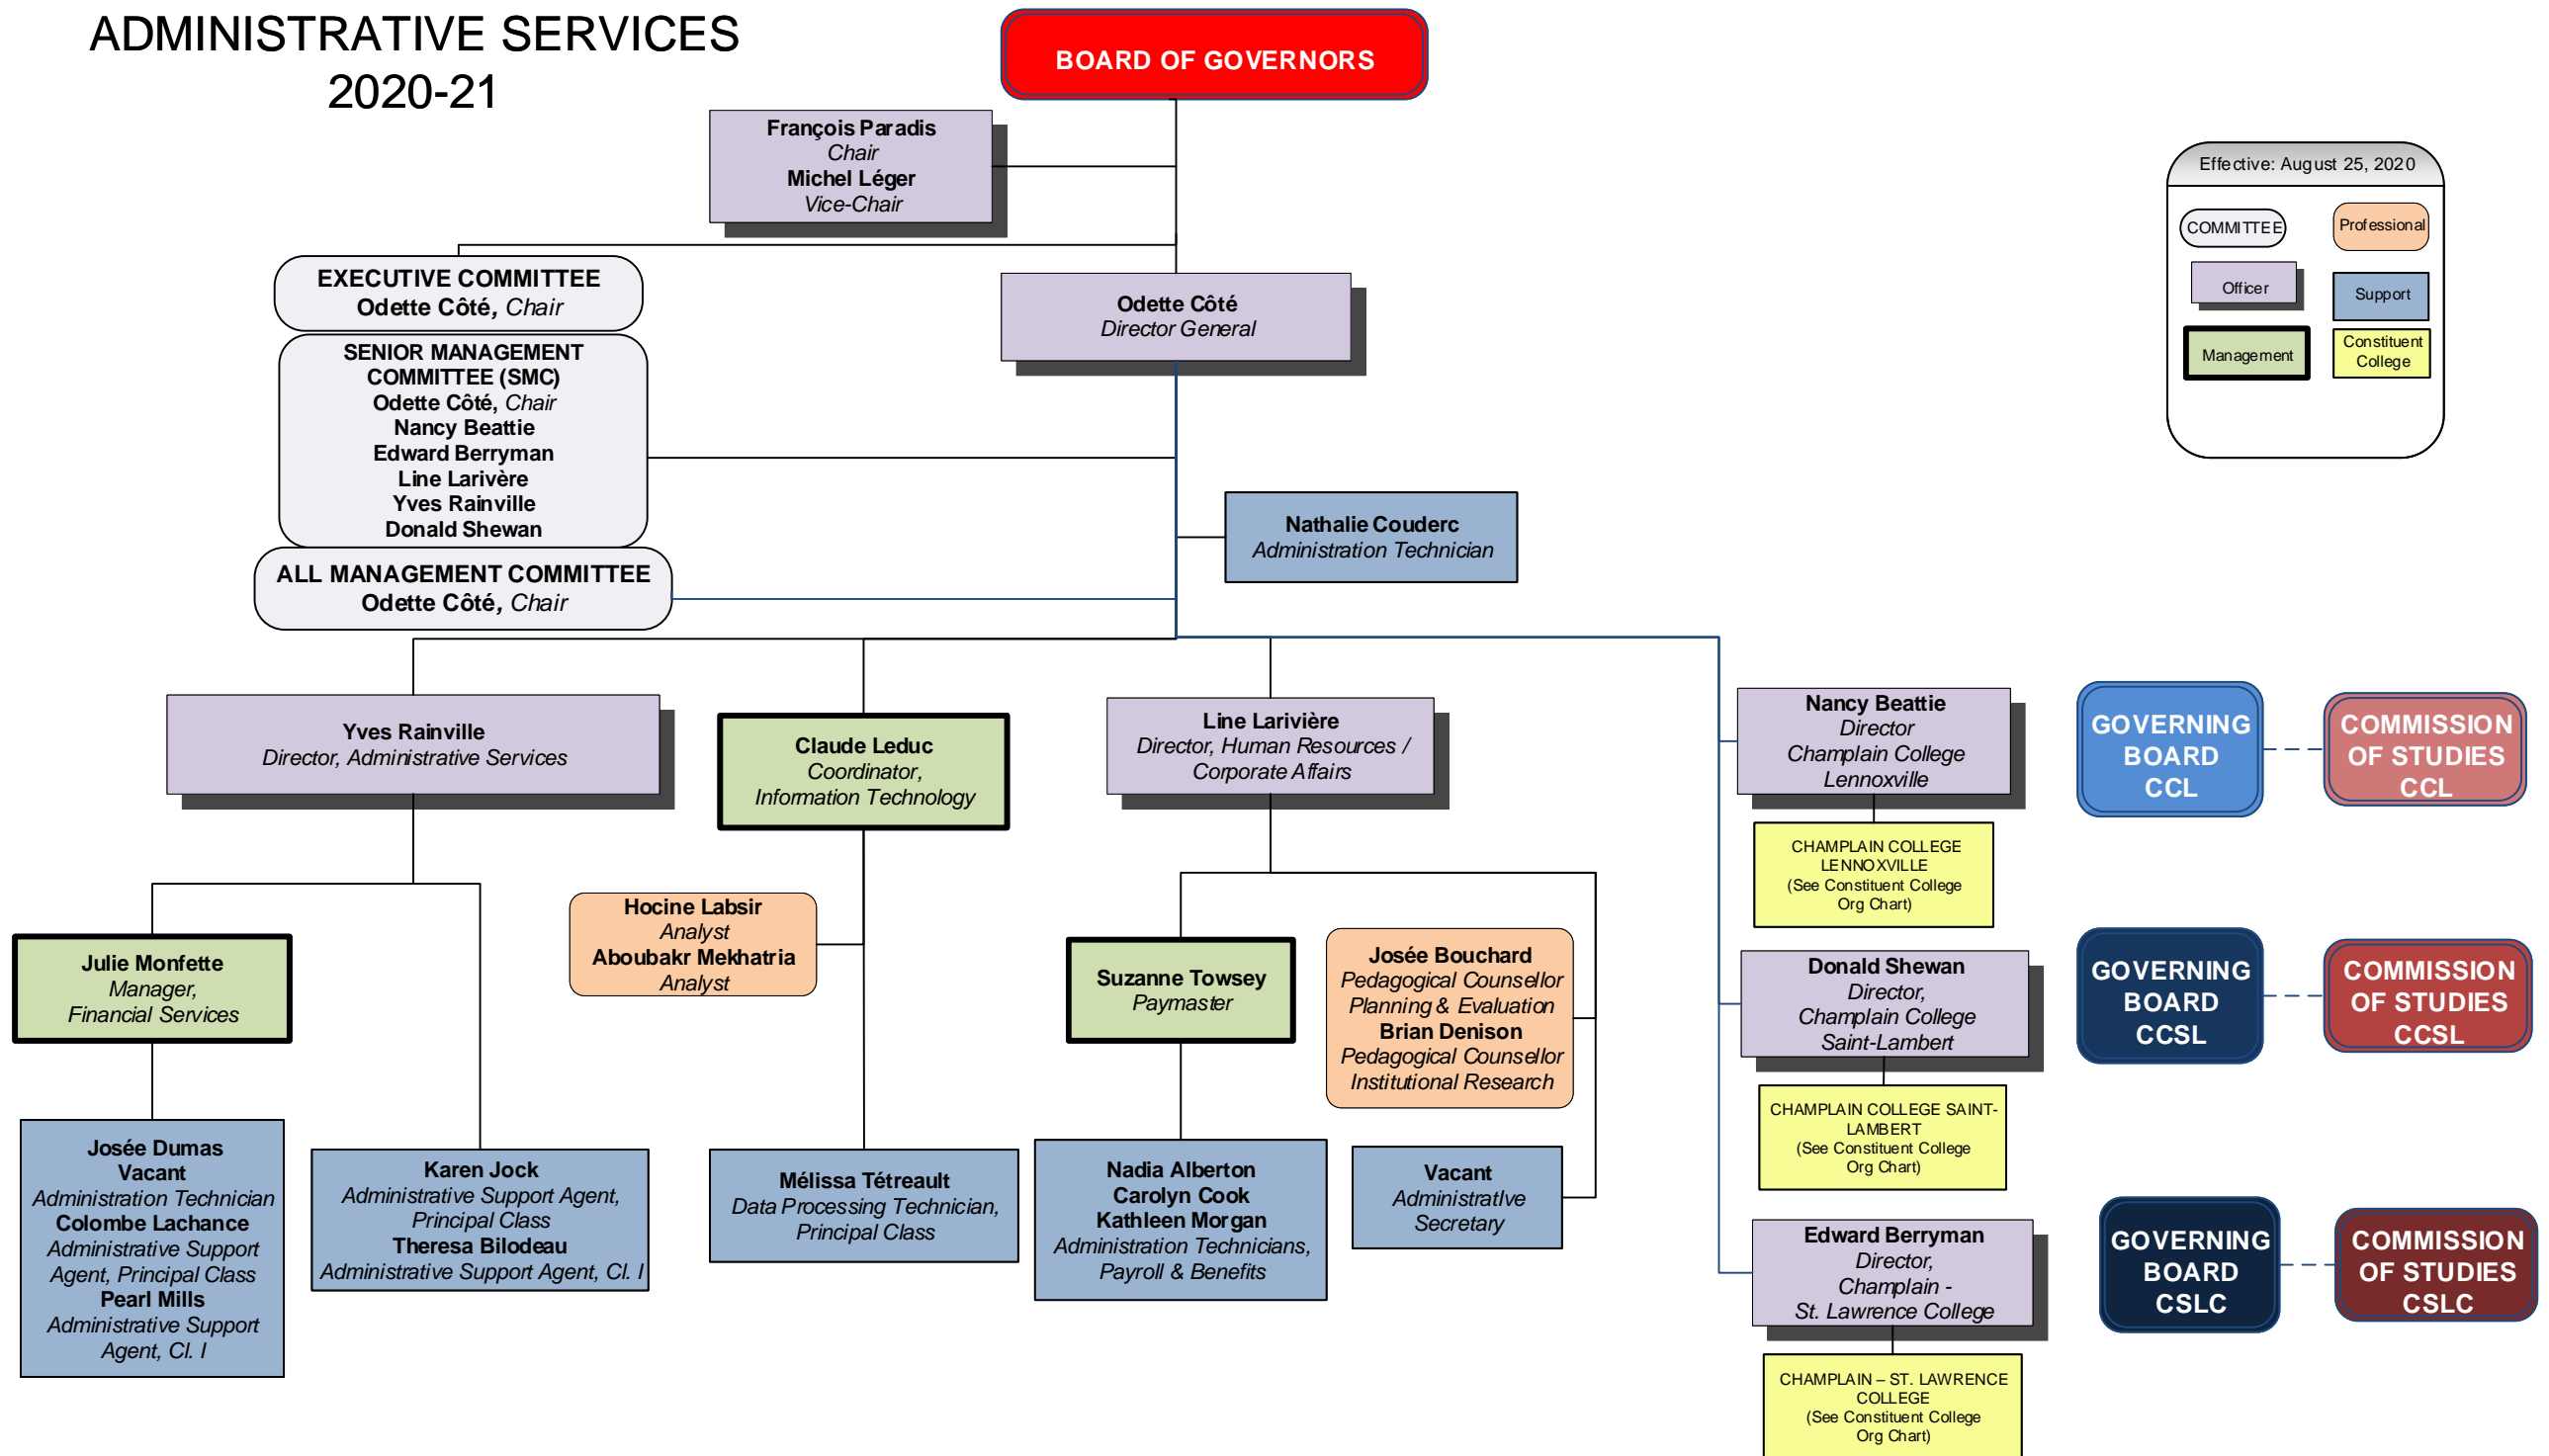 ADMINISTRATIVE SERVICES
2020-21
BOARD OF GOVERNORS
François Paradis
Chair
Michel Léger
Vice-Chair
Effective: August 25, 2020
COMMITTEE
Professional
Officer
Support
Management
Constituent
College
EXECUTIVE COMMITTEE
Odette Côté, Chair
Odette Côté
Director General
SENIOR MANAGEMENT
COMMITTEE (SMC)
Odette Côté, Chair
Nancy Beattie
Edward Berryman
Line Larivère
Yves Rainville
Donald Shewan
Nathalie Couderc
Administration Technician
ALL MANAGEMENT COMMITTEE
Odette Côté, Chair
Yves Rainville
Director, Administrative Services
Claude Leduc
Coordinator,
Information Technology
Line Larivière
Director, Human Resources /
Corporate Affairs
Nancy Beattie
Director
Champlain College
Lennoxville
GOVERNING
BOARD
CCL
COMMISSION
OF STUDIES
CCL
CHAMPLAIN COLLEGE
LENNOXVILLE
(See Constituent College
Org Chart)
Julie Monfette
Manager,
Financial Services
Hocine Labsir
Analyst
Aboubakr Mekhatria
Analyst
Suzanne Towsey
Paymaster
Josée Bouchard
Pedagogical Counsellor
Planning & Evaluation
Brian Denison
Pedagogical Counsellor
Institutional Research
Donald Shewan
Director,
Champlain College
Saint-Lambert
GOVERNING
BOARD
CCSL
COMMISSION
OF STUDIES
CCSL
CHAMPLAIN COLLEGE SAINT-
LAMBERT
(See Constituent College
Org Chart)
Josée Dumas
Vacant
Administration Technician
Colombe Lachance
Administrative Support
Agent, Principal Class
Pearl Mills
Administrative Support
Agent, Cl. I
Karen Jock
Administrative Support Agent,
Principal Class
Theresa Bilodeau
Administrative Support Agent, Cl. I
Mélissa Tétreault
Data Processing Technician,
Principal Class
Nadia Alberton
Carolyn Cook
Kathleen Morgan
Administration Technicians,
Payroll & Benefits
Vacant
AdministratIve
Secretary
Edward Berryman
Director,
Champlain -
St. Lawrence College
GOVERNING
BOARD
CSLC
COMMISSION
OF STUDIES
CSLC
CHAMPLAIN – ST. LAWRENCE
COLLEGE
(See Constituent College
Org Chart)